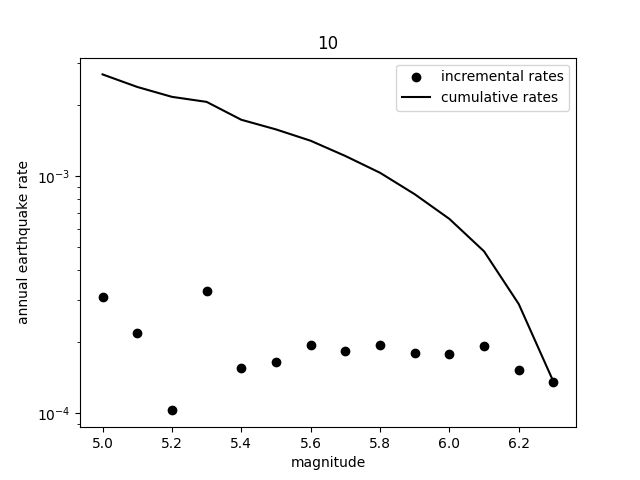 10
incremental rates
cumulative rates
annual earthquake rate
10⁻³
10⁻⁴
5.0 5.2 5.4 5.6 5.8 6.0 6.2
magnitude